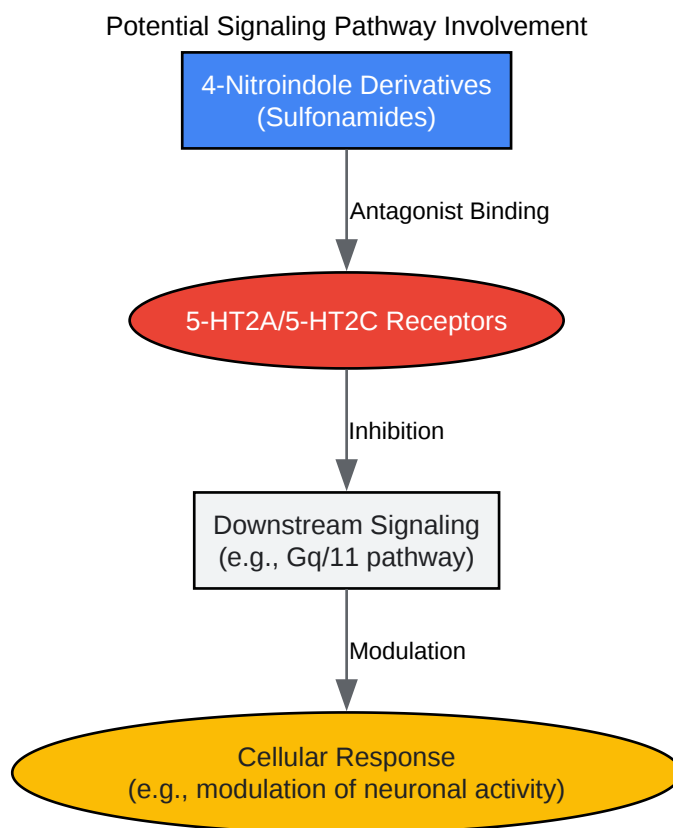 Potential Signaling Pathway Involvement
4-Nitroindole Derivatives
(Sulfonamides)
Antagonist Binding
5-HT2A/5-HT2C Receptors
Inhibition
Downstream Signaling
(e.g., Gq/11 pathway)
Modulation
Cellular Response
(e.g., modulation of neuronal activity)